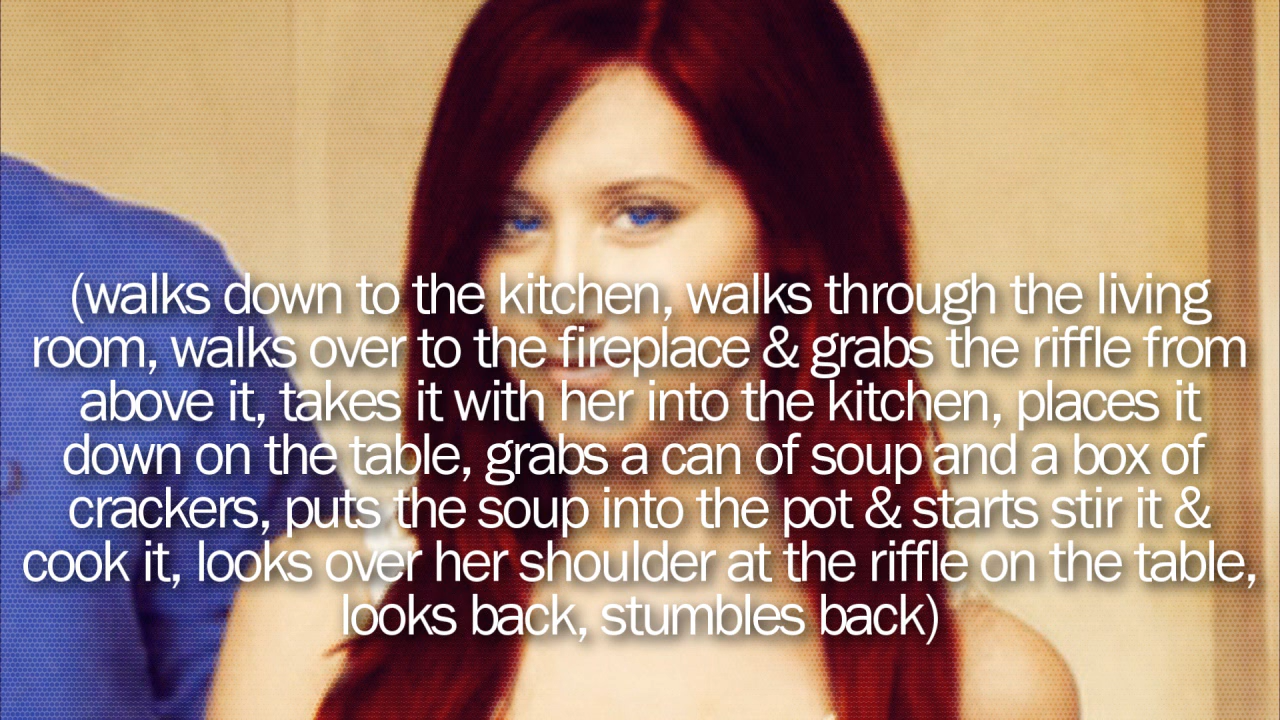 (walks down to the kitchen, walks through the living
room, walks over to the fireplace & grabs the riffle from
above it, takes it with her into the kitchen, places it
down on the table, grabs a can of soup and a box of
crackers, puts the soup into the pot & starts stir it &
cook it, looks over her shoulder at the riffle on the table,
looks back, stumbles back)